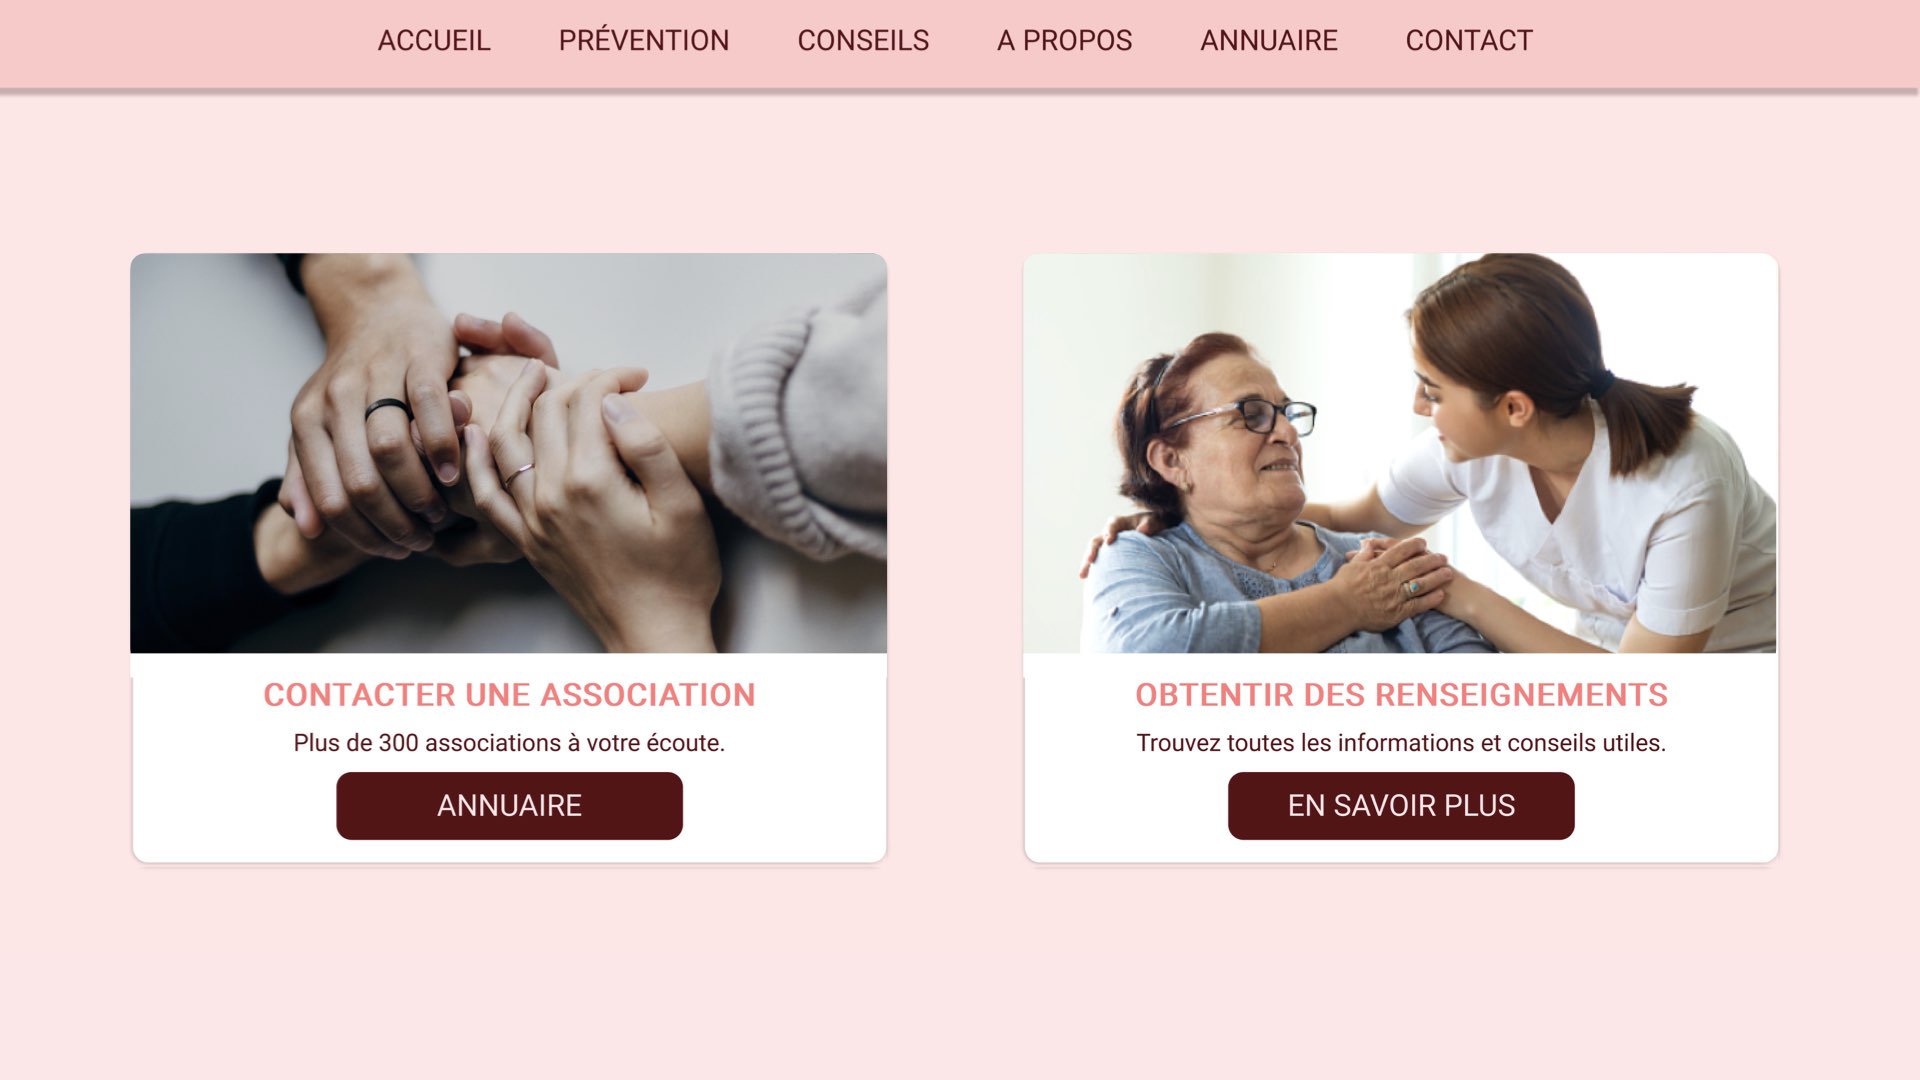 ACCUEIL PRÉVENTION CONSEILS A PROPOS ANNUAIRE CONTACT
CONTACTER UNE ASSOCIATION
Plus de 300 associations à votre écoute.
ANNUAIRE
OBTENTIR DES RENSEIGNEMENTS
Trouvez toutes les informations et conseils utiles.
EN SAVOIR PLUS